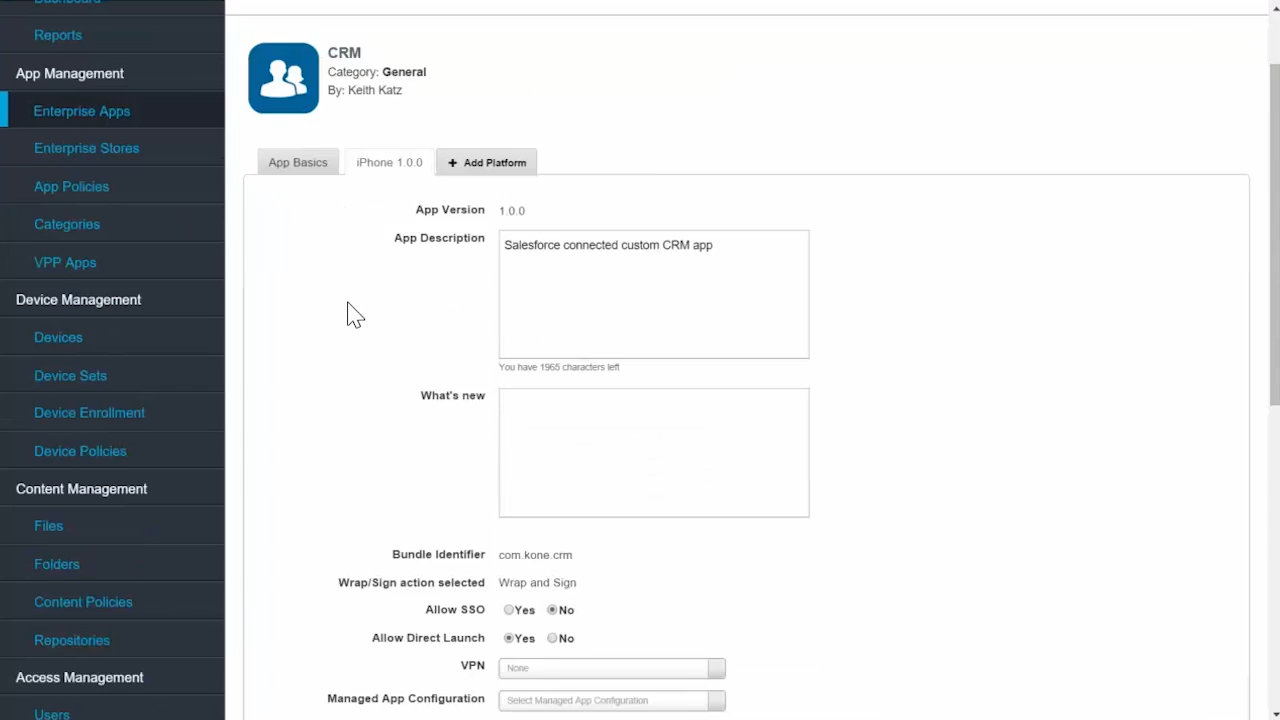 Dashboard
Reports
App Management
Enterprise Apps
Enterprise Stores
App Policies
Categories
VPP Apps
Device Management
Devices
Device Sets
Device Enrollment
Device Policies
Content Management
Files
Folders
Content Policies
Repositories
Access Management
Users
CRM
Category: General
By: Keith Katz
App Basics
iPhone 1.0.0
+ Add Platform
App Version 1.0.0
App Description Salesforce connected custom CRM app
You have 1965 characters left
What's new
Bundle Identifier com.kone.crm
Wrap/Sign action selected Wrap and Sign
Allow SSO Yes No
Allow Direct Launch Yes No
VPN None
Managed App Configuration Select Managed App Configuration